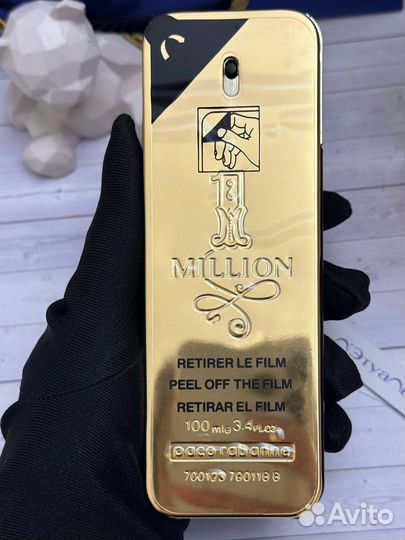 1
MILLION
RETIRER LE FILM
PEEL OFF THE FILM
RETIRAR EL FILM
100 mle 3.4 FL.OZ
paco rabanne
Avito